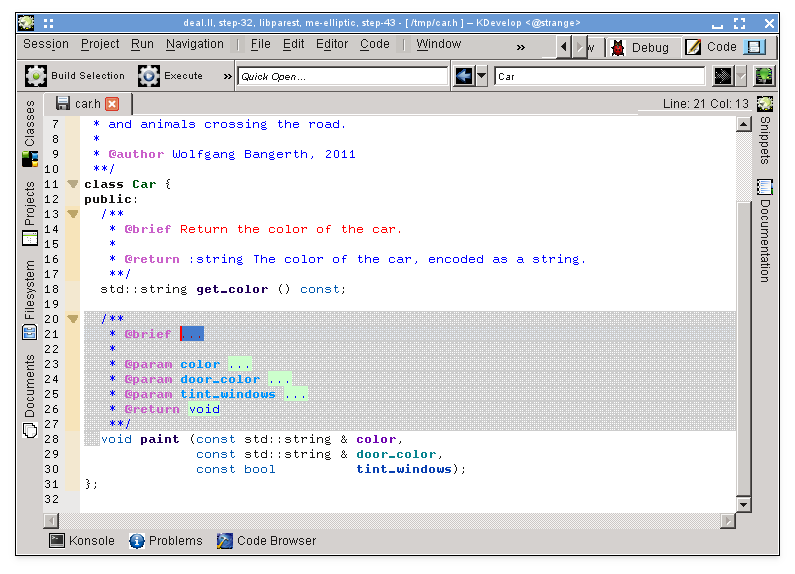 deal.II, step-32, libparest, me-elliptic, step-43 - [ /tmp/car.h ] – KDevelop <@strange>
Session Project Run Navigation File Edit Editor Code Window » Debug Code
Build Selection Execute » Quick Open... Car
car.h Line: 21 Col: 13
Classes
Projects
Filesystem
Documents
7 * and animals crossing the road.
8 *
9 * @author Wolfgang Bangerth, 2011
10 **/
11 class Car {
12 public:
13 /**
14 * @brief Return the color of the car.
15 *
16 * @return :string The color of the car, encoded as a string.
17 **/
18 std::string get_color () const;
19
20 /**
21 * @brief ...
22 *
23 * @param color ...
24 * @param door_color ...
25 * @param tint_windows ...
26 * @return void
27 **/
28 void paint (const std::string & color,
29 const std::string & door_color,
30 const bool tint_windows);
31 };
32
Snippets
Documentation
Konsole Problems Code Browser